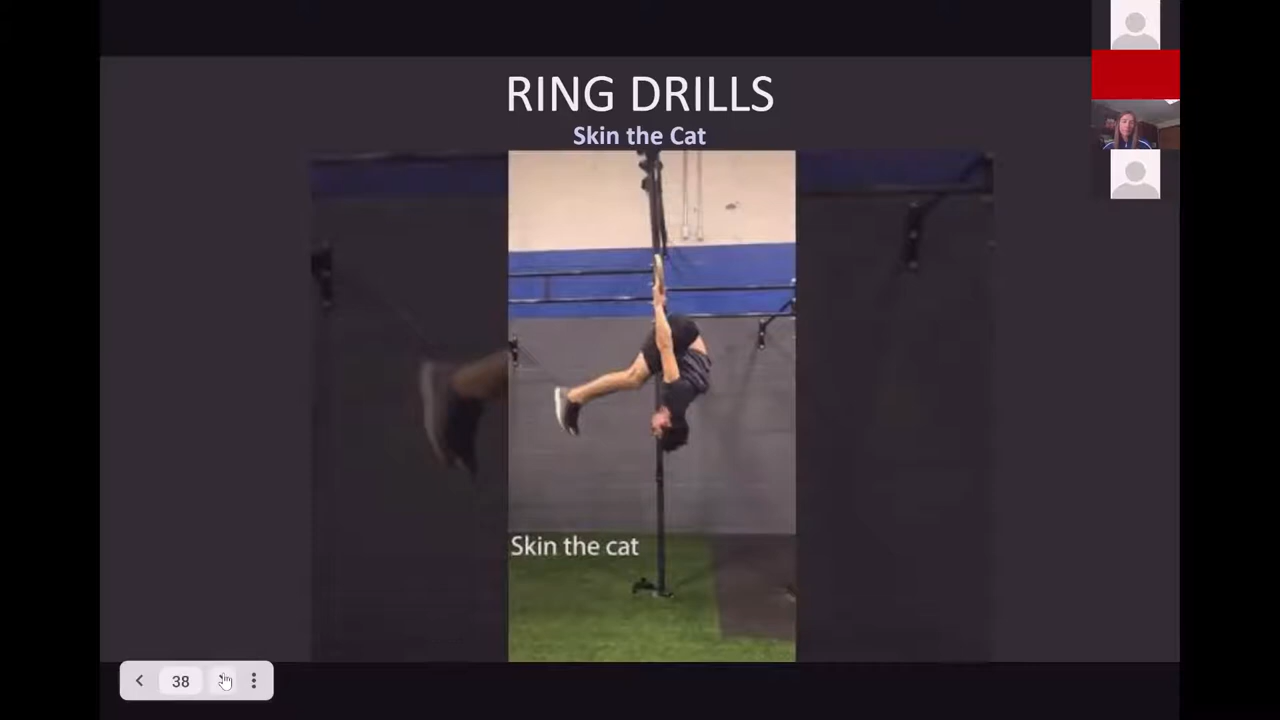 RING DRILLS
Skin the Cat
Skin the cat
38